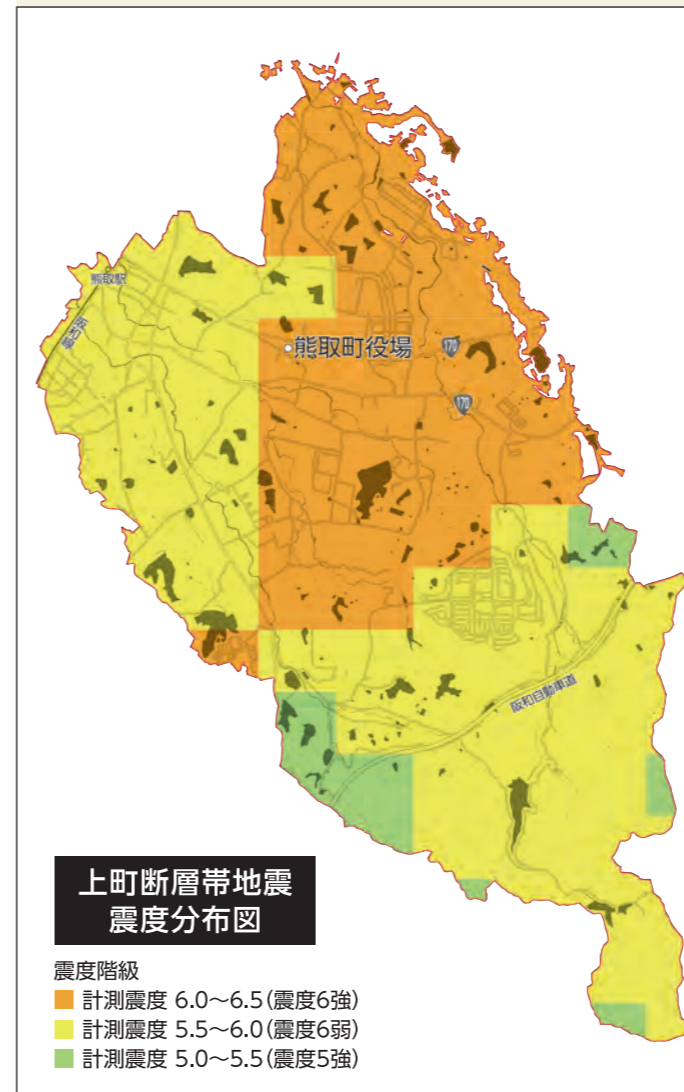 熊取駅
阪和線
熊取町役場
170
170
阪和自動車道
上町断層帯地震
震度分布図
震度階級
計測震度 6.0～6.5(震度6強)
計測震度 5.5～6.0(震度6弱)
計測震度 5.0～5.5(震度5強)